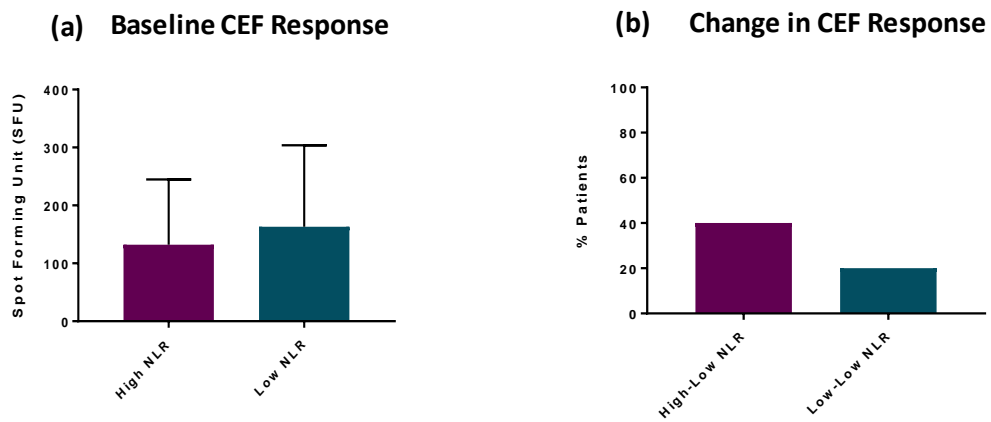 (a) Baseline CEF Response
Spot Forming Unit (SFU)
400
300
200
100
0
High NLR
Low NLR
(b) Change in CEF Response
% Patients
100
80
60
40
20
0
High-Low NLR
Low-Low NLR